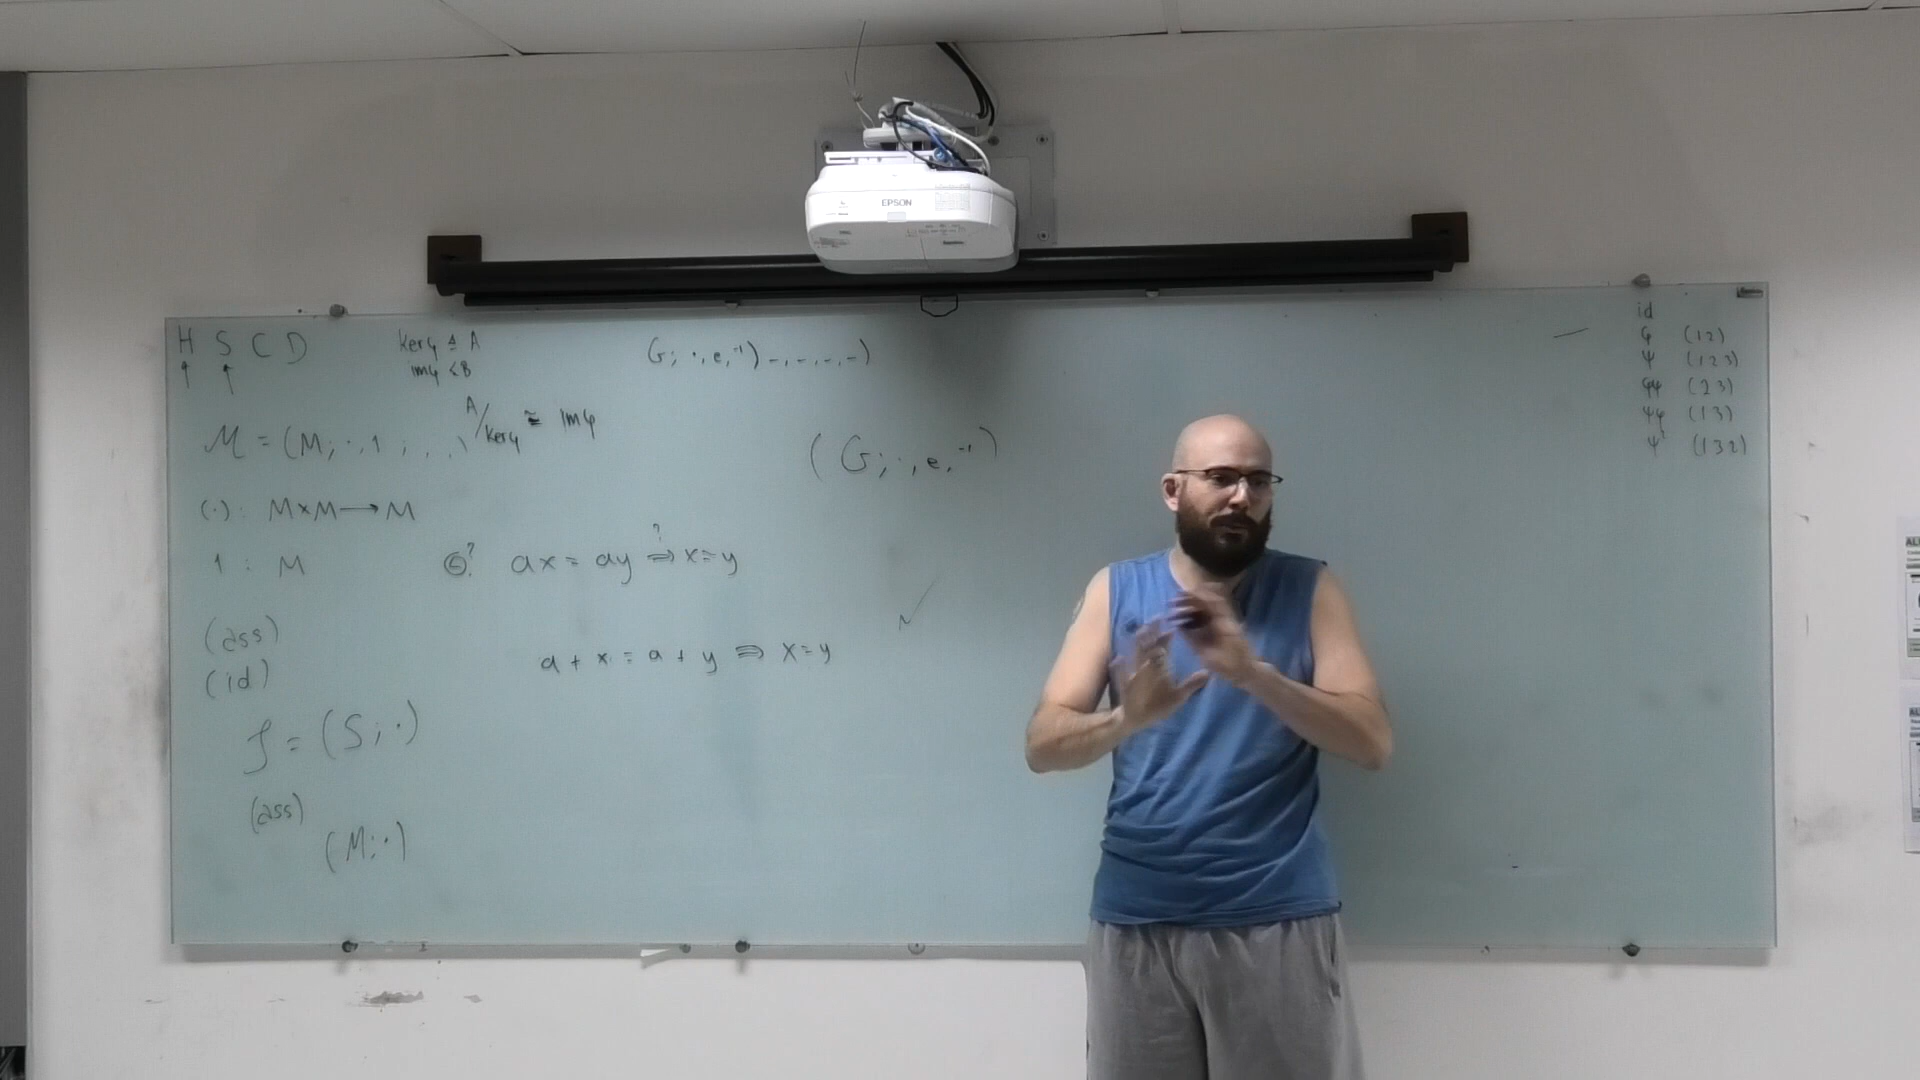 EPSON
H S C D
↑ ↑
Ker φ ⊴ A
im φ ≤ B
G; ·, e, ⁻¹) -, -, -, -, -)
ℳ = (M; ·, 1 ; , , )
A/Ker φ ≅ Im φ
(G; ·, e, ⁻¹)
(·) : M×M → M
1 : M
ax = ay ?⇒ x=y
(ass)
(id)
a + x = a + y ⇒ x=y
𝒮 = (S; ·)
(ass)
(M; ·)
id
φ (12)
ψ (123)
φψ (23)
ψφ (13)
ψ² (132)